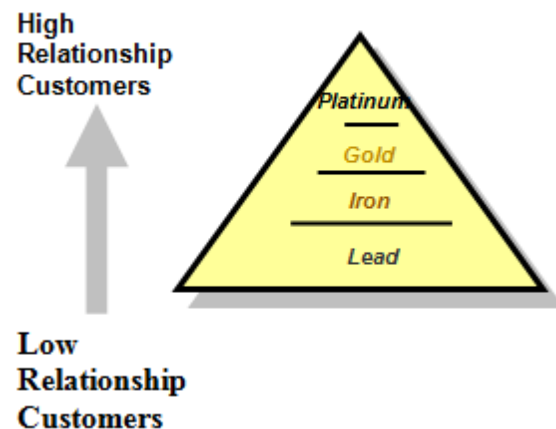 High
Relationship
Customers
Platinum
Gold
Iron
Lead
Low
Relationship
Customers